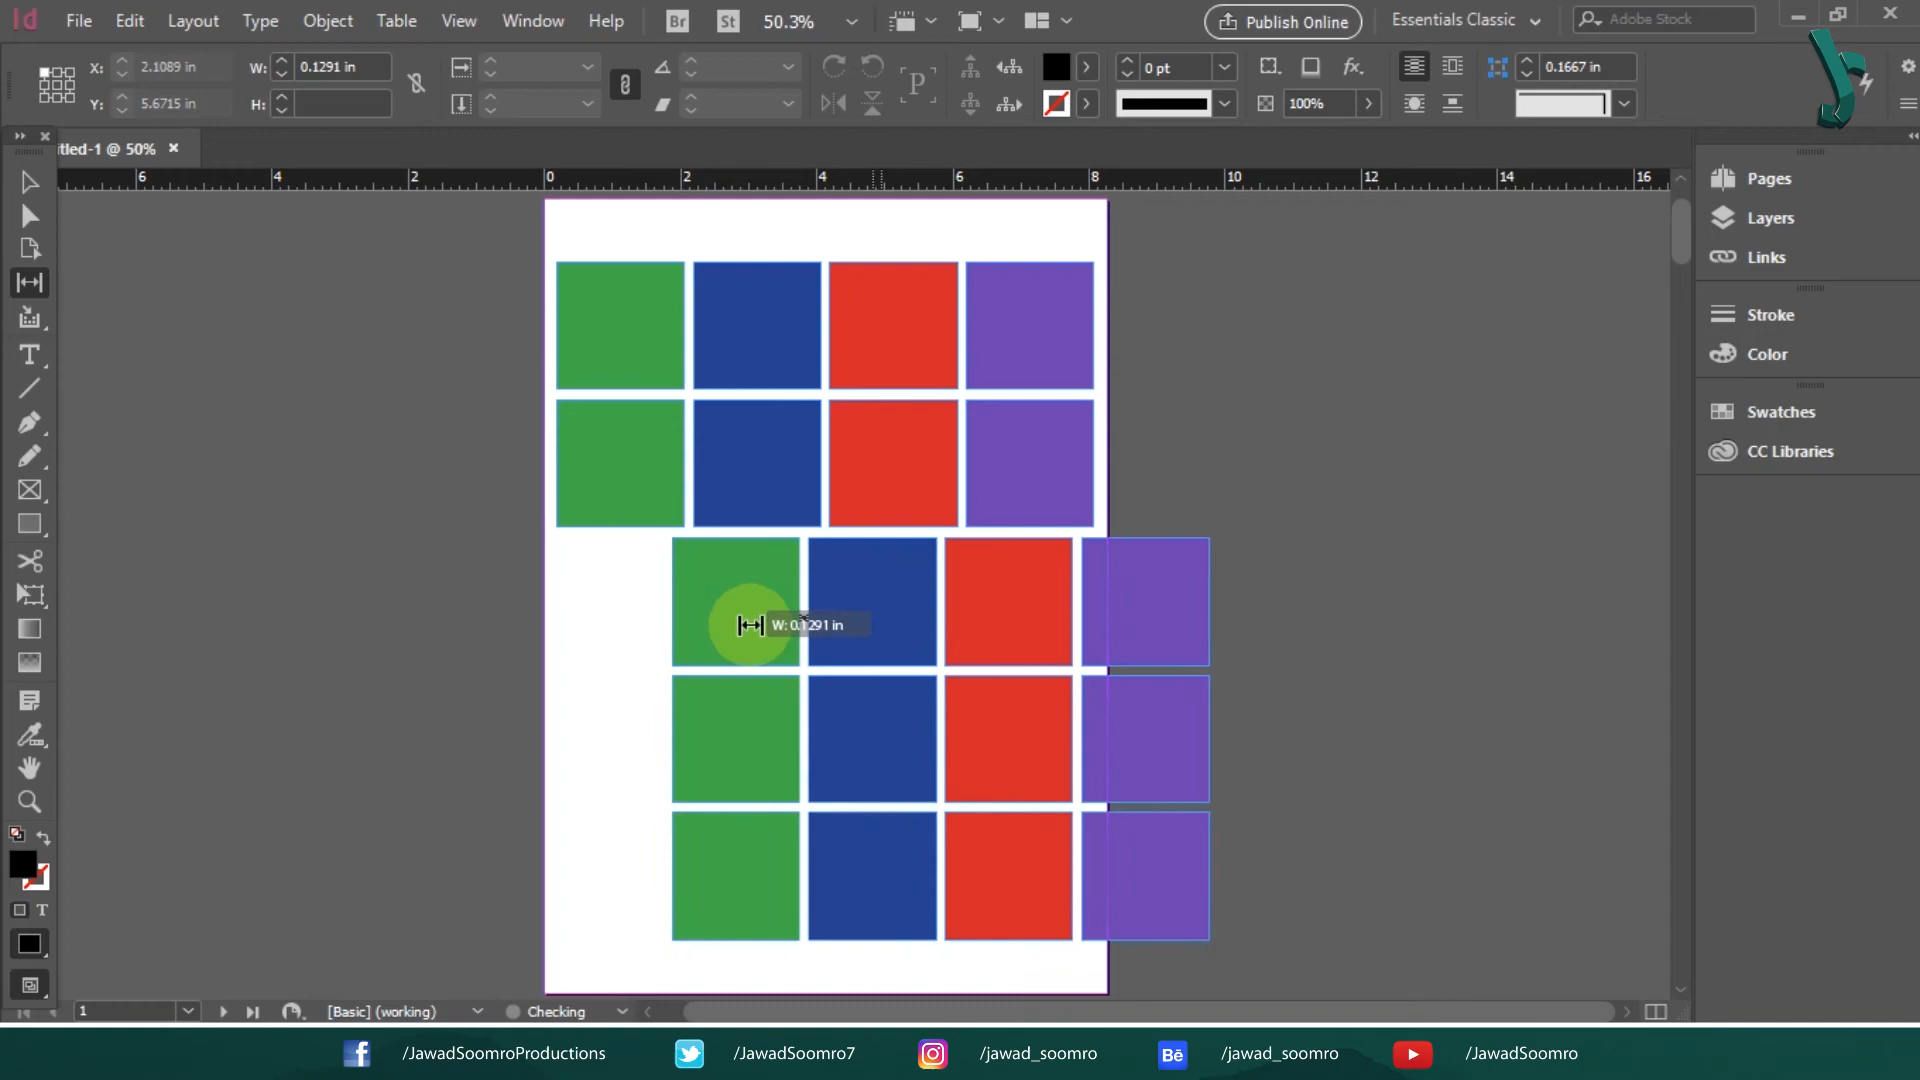 Id File Edit Layout Type Object Table View Window Help Br St 50.3% Publish Online Essentials Classic Adobe Stock
X: 2.1089 in W: 0.1291 in 0 pt fx. 0.1667 in
Y: 5.6715 in H: P 100%
tled-1 @ 50%
6 4 2 0 2 4 6 8 10 12 14 16
Pages
Layers
Links
Stroke
Color
Swatches
CC Libraries
W: 0.1291 in
T
T
1 [Basic] (working) Checking
/JawadSoomroProductions /JawadSoomro7 /jawad_soomro Bē /jawad_soomro /JawadSoomro